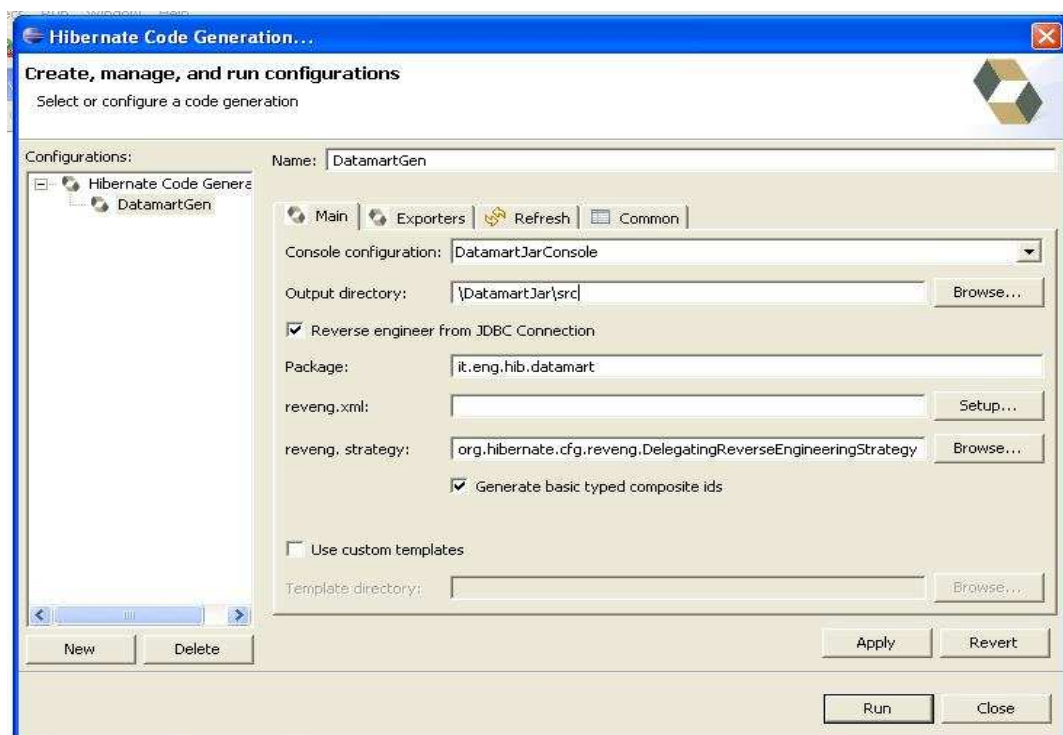 Run Window Help
Hibernate Code Generation...
Create, manage, and run configurations
Select or configure a code generation
Configurations:
Hibernate Code Genera
DatamartGen
Name: DatamartGen
Main Exporters Refresh Common
Console configuration: DatamartJarConsole
Output directory: \DatamartJar\src Browse...
Reverse engineer from JDBC Connection
Package: it.eng.hib.datamart
reveng.xml: Setup...
reveng. strategy: org.hibernate.cfg.reveng.DelegatingReverseEngineeringStrategy Browse...
Generate basic typed composite ids
Use custom templates
Template directory: Browse...
New Delete
Apply Revert
Run Close